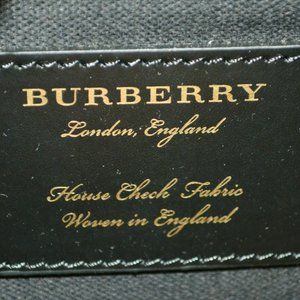 BURBERRY
London, England
House Check Fabric
Woven in England